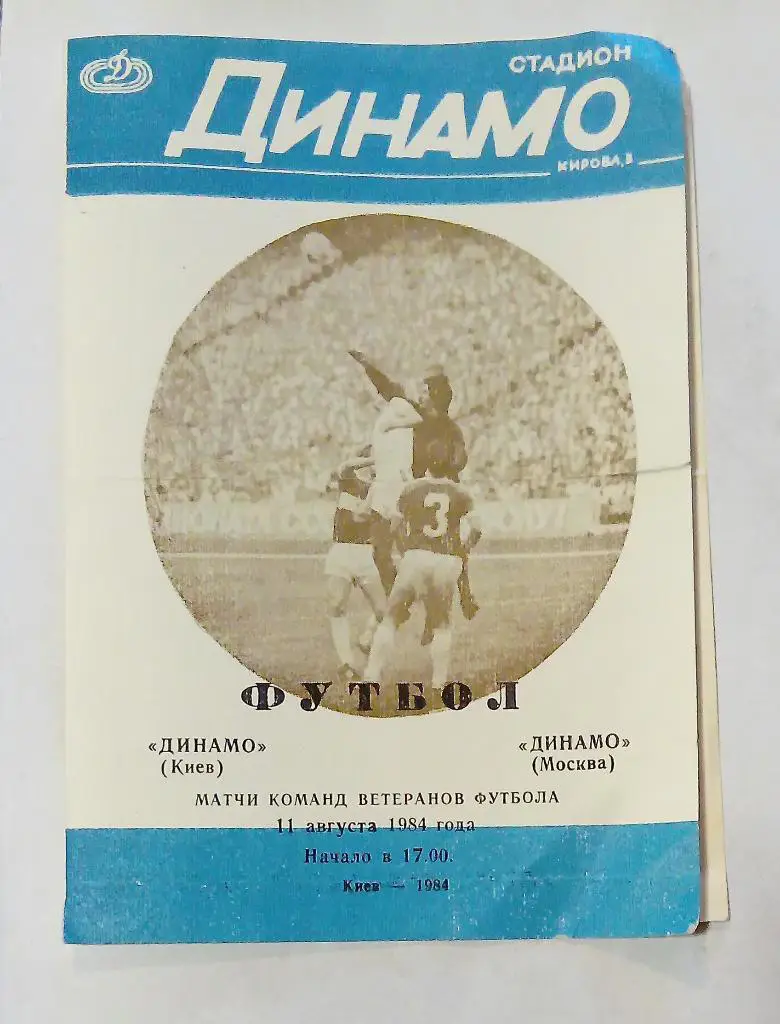 Д
СТАДИОН
ДИНАМО
КИРОВА, 3
3
ФУТБОЛ
«ДИНАМО» «ДИНАМО»
(Киев) (Москва)
МАТЧИ КОМАНД ВЕТЕРАНОВ ФУТБОЛА
11 августа 1984 года
Начало в 17.00.
Киев — 1984